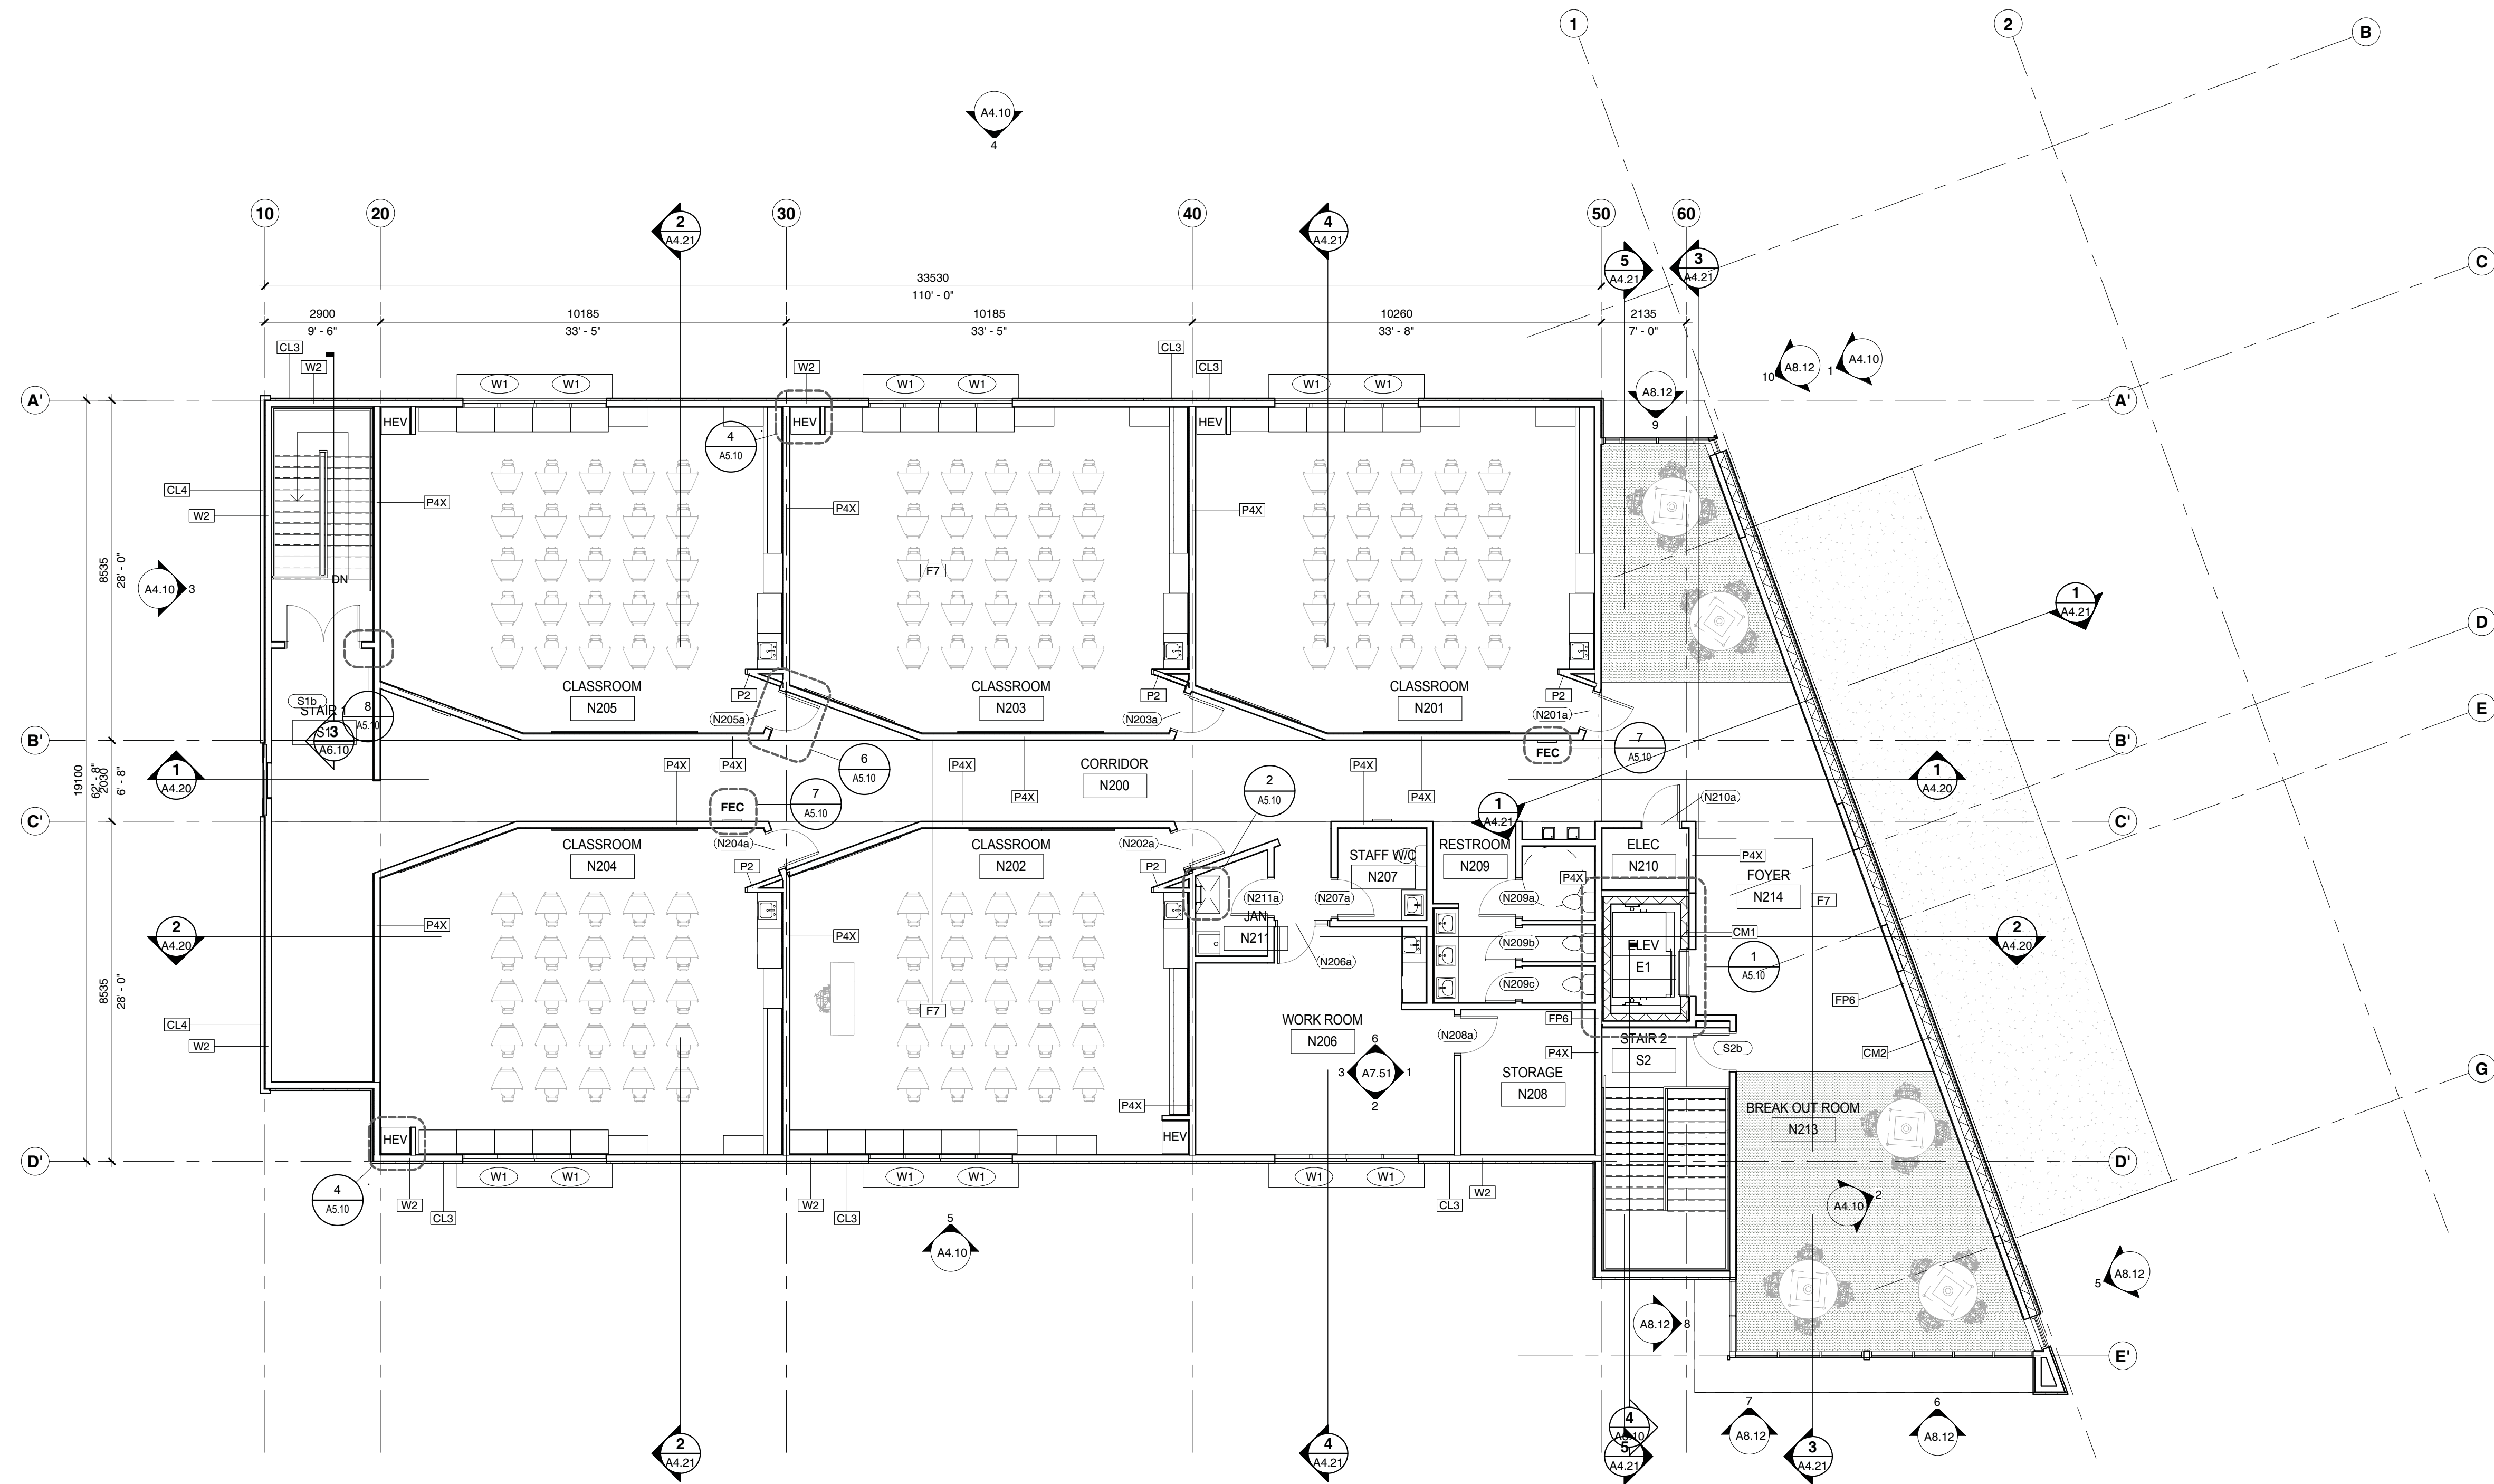 1
2
B
A4.10
4
10
20
30
40
50
60
2
A4.21
4
A4.21
5
A4.21
3
A4.21
C
33530
110' - 0"
2900
9' - 6"
10185
33' - 5"
10185
33' - 5"
10260
33' - 8"
2135
7' - 0"
CL3
W2
W2
CL3
CL3
W1
W1
W1
W1
W1
W1
A8.12
10
A4.10
1
A8.12
9
A'
A'
HEV
HEV
HEV
4
A5.10
CL4
W2
P4X
P4X
P4X
8535
28' - 0"
A4.10
3
DN
F7
1
A4.21
D
CLASSROOM
N205
CLASSROOM
N203
CLASSROOM
N201
P2
P2
P2
N205a
N203a
N201a
S1b
STAIR 1
S1
8
A5.10
3
A6.10
E
B'
B'
FEC
7
A5.10
6
A5.10
1
A4.20
P4X
P4X
P4X
P4X
P4X
P4X
CORRIDOR
N200
2
A5.10
1
A4.20
19100
62' - 8"
2030
6' - 8"
FEC
7
A5.10
1
A4.21
N210a
C'
C'
CLASSROOM
N204
CLASSROOM
N202
N204a
N202a
P2
P2
STAFF W/C
N207
RESTROOM
N209
ELEC
N210
P4X
FOYER
N214
F7
P4X
N211a
JAN
N211
N207a
N209a
P4X
P4X
2
A4.20
N206a
N209b
N209c
ELEV
E1
CM1
1
A5.10
2
A4.20
8535
28' - 0"
CL4
W2
F7
WORK ROOM
N206
N208a
FP6
FP6
STAIR 2
S2
S2b
CM2
P4X
6
3
A7.51
1
2
STORAGE
N208
P4X
G
BREAK OUT ROOM
N213
HEV
HEV
D'
D'
4
A5.10
W2
CL3
W1
W1
W2
CL3
W1
W1
W1
W1
CL3
W2
A4.10
2
5
A4.10
A8.12
5
A8.12
8
E'
7
A8.12
6
A8.12
2
A4.21
4
A4.21
4
5
A4.21
3
A4.21